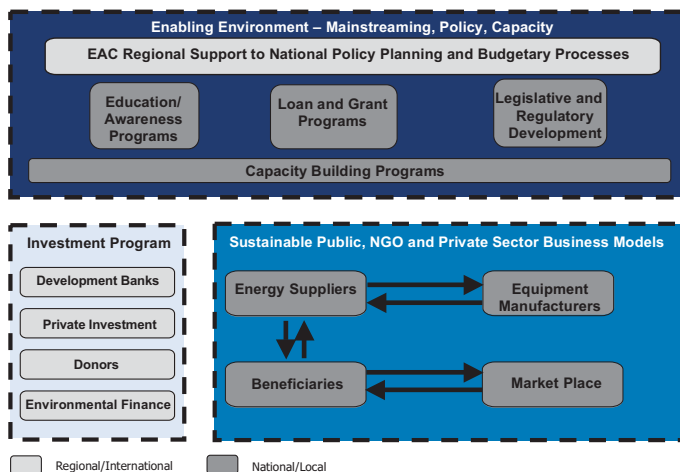 Enabling Environment – Mainstreaming, Policy, Capacity
EAC Regional Support to National Policy Planning and Budgetary Processes
Education/
Awareness
Programs
Loan and Grant
Programs
Legislative and
Regulatory
Development
Capacity Building Programs
Investment Program
Development Banks
Private Investment
Donors
Environmental Finance
Sustainable Public, NGO and Private Sector Business Models
Energy Suppliers
Equipment
Manufacturers
Beneficiaries
Market Place
Regional/International
National/Local